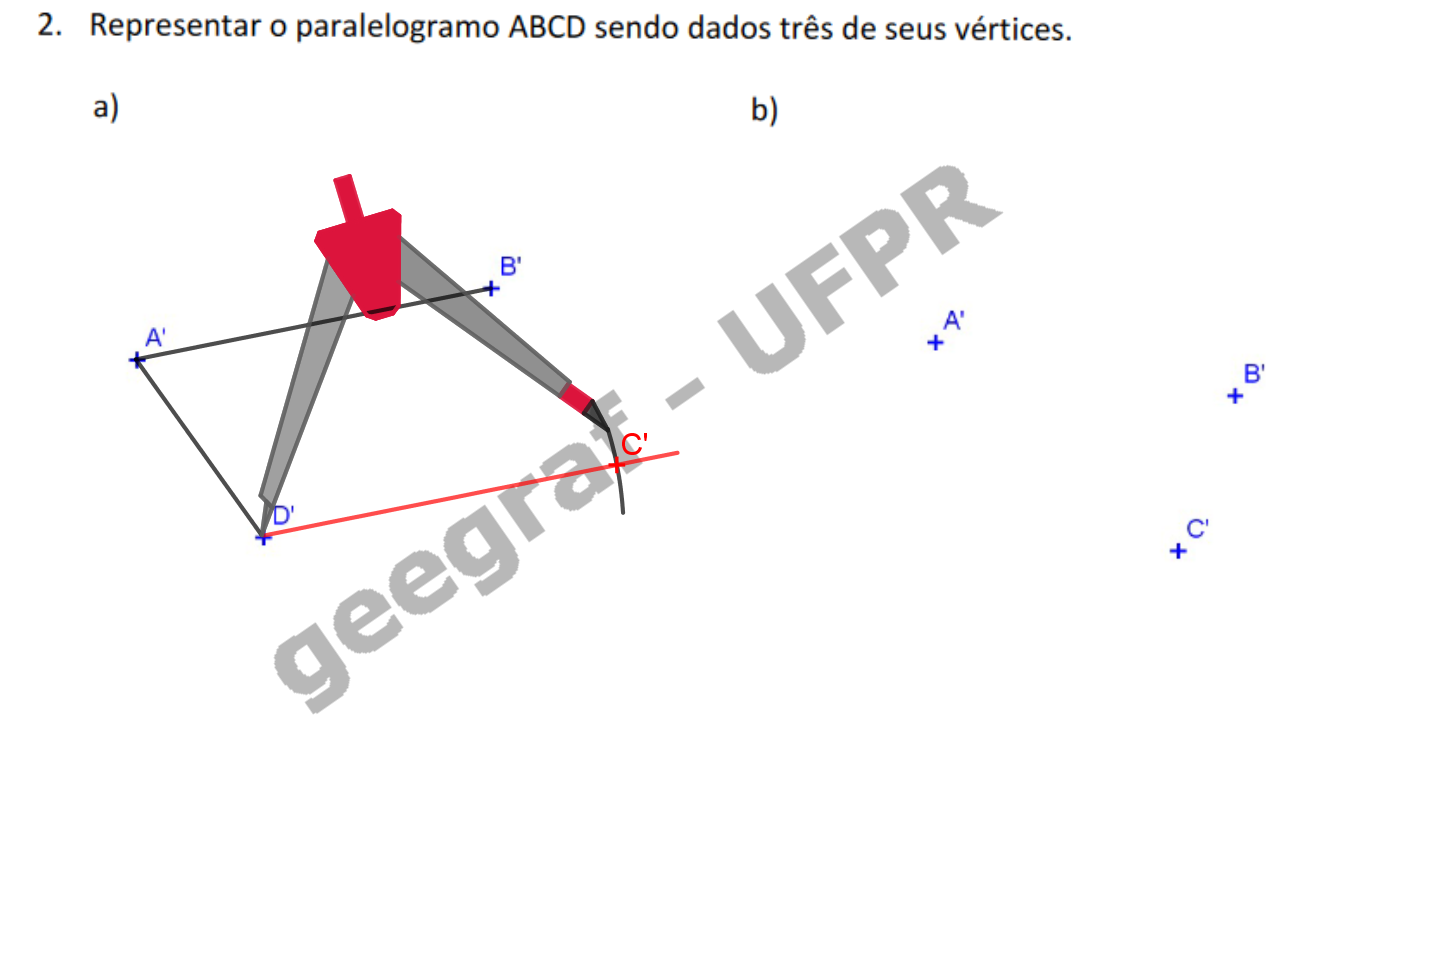 2. Representar o paralelogramo ABCD sendo dados três de seus vértices.
a)
b)
A'
B'
C'
D'
A'
B'
C'
geegraf - UFPR